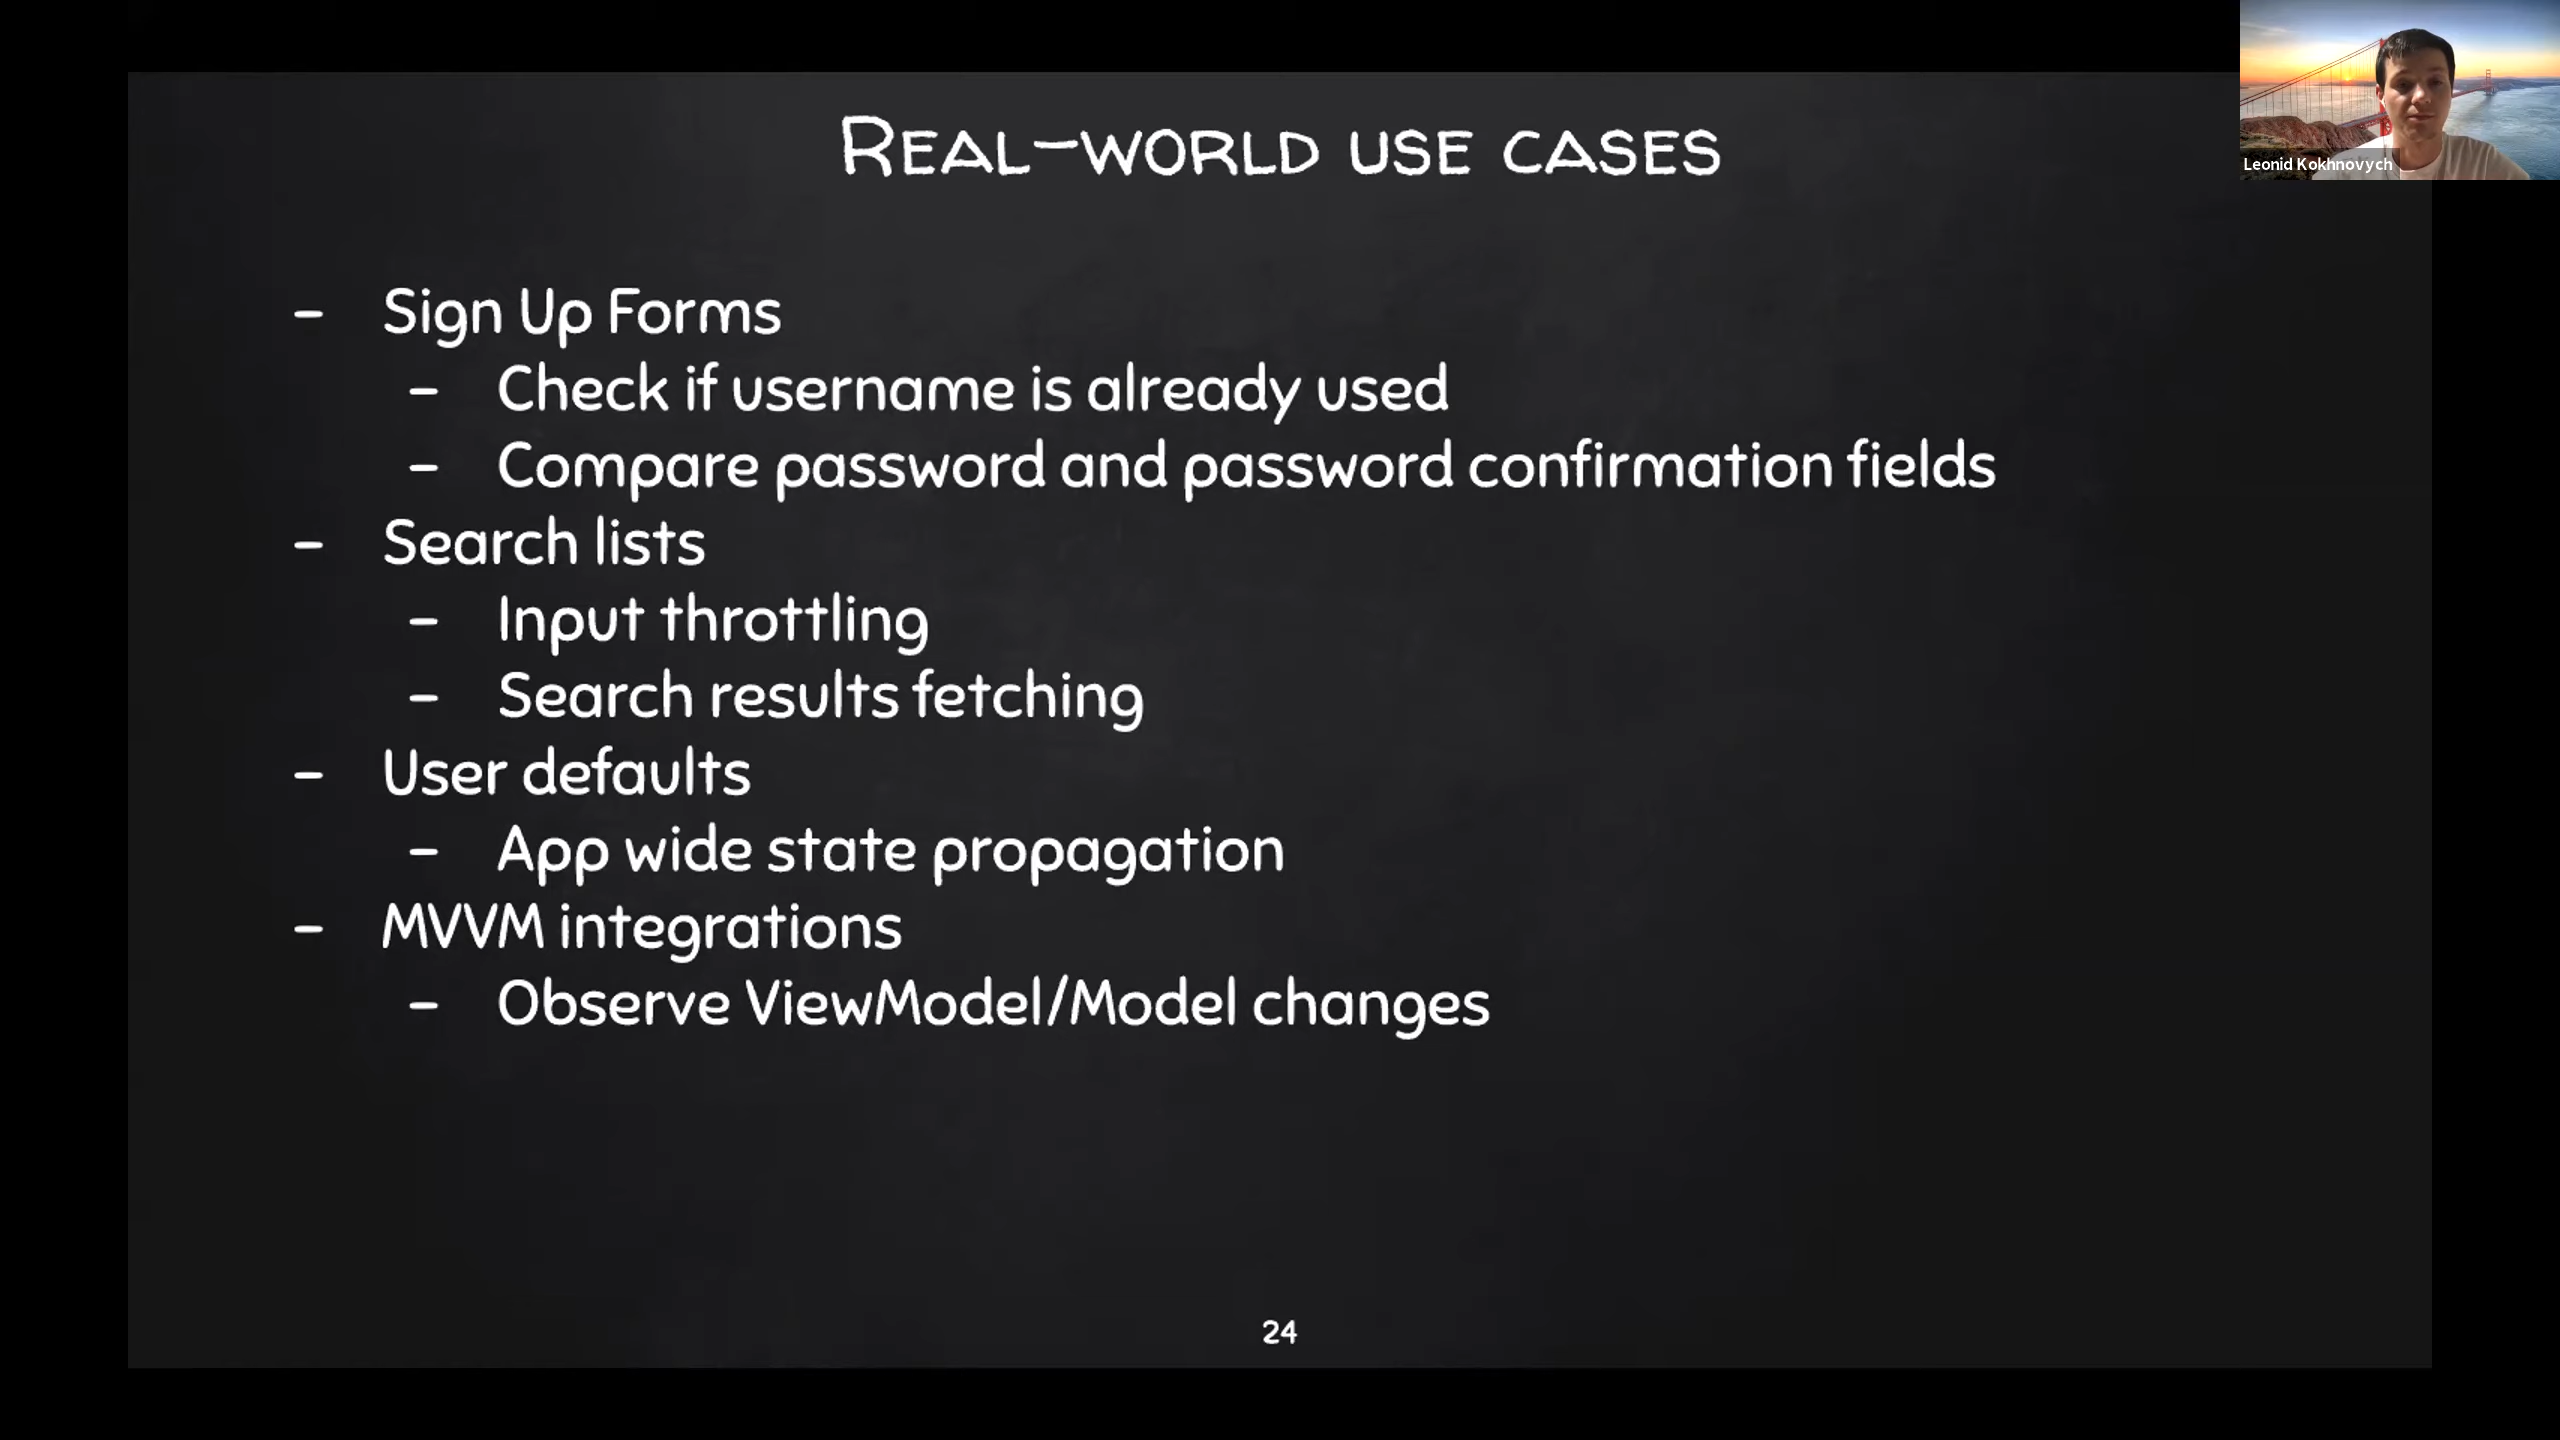 Real-world use cases
Leonid Kokhnovych
- Sign Up Forms
- Check if username is already used
- Compare password and password confirmation fields
- Search lists
- Input throttling
- Search results fetching
- User defaults
- App wide state propagation
- MVVM integrations
- Observe ViewModel/Model changes
24